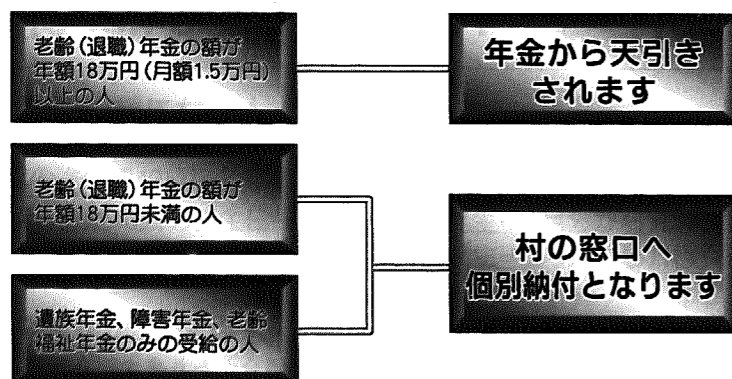 老齢(退職)年金の額が
年額18万円(月額1.5万円)
以上の人
年金から天引き
されます
老齢(退職)年金の額が
年額18万円未満の人
遺族年金、障害年金、老齢
福祉年金のみの受給の人
村の窓口へ
個別納付となります